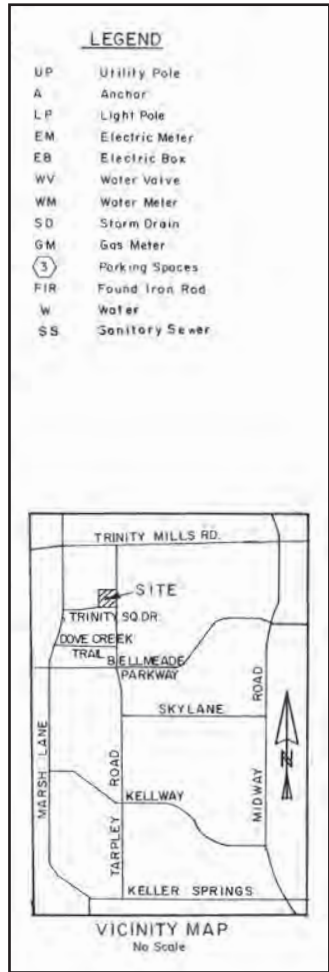 LEGEND
UP Utility Pole
A Anchor
LP Light Pole
EM Electric Meter
EB Electric Box
WV Water Valve
WM Water Meter
SD Storm Drain
GM Gas Meter
3 Parking Spaces
FIR Found Iron Rod
W Water
SS Sanitary Sewer
TRINITY MILLS RD.
SITE
TRINITY SQ. DR.
DOVE CREEK
TRAIL
BELLMEADE
PARKWAY
SKYLANE
MARSH LANE
TARPLEY ROAD
MIDWAY ROAD
N
KELLWAY
KELLER SPRINGS
VICINITY MAP
No Scale